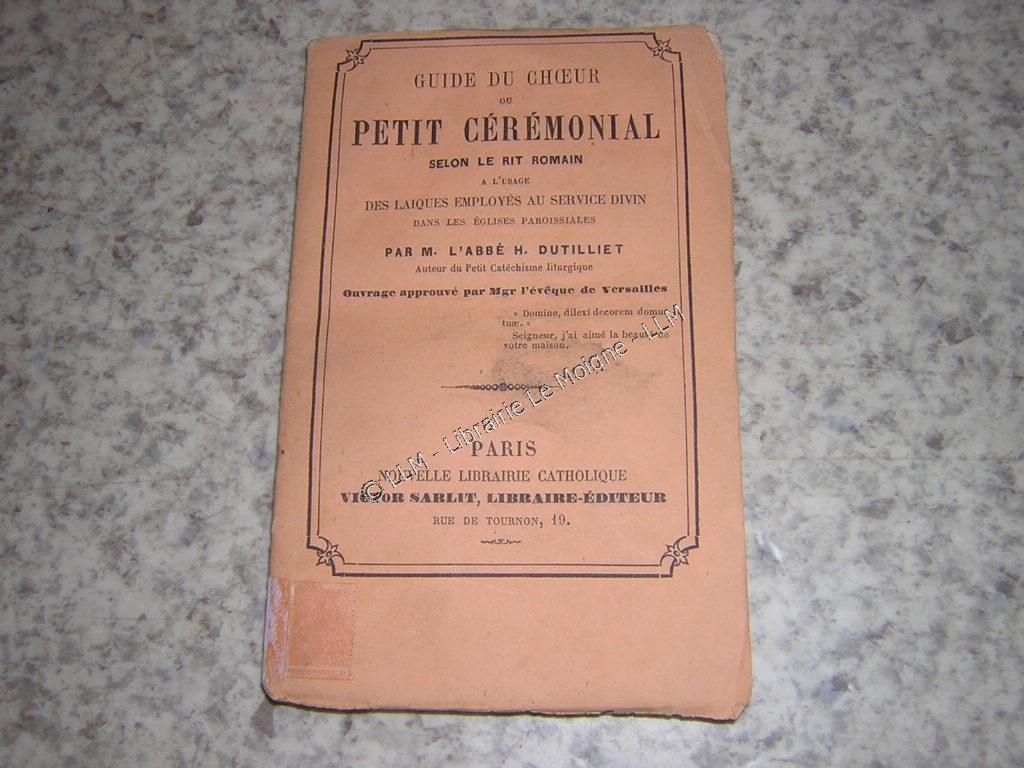 GUIDE DU CHŒUR
OU
PETIT CÉRÉMONIAL
SELON LE RIT ROMAIN
A L'USAGE
DES LAIQUES EMPLOYÉS AU SERVICE DIVIN
DANS LES ÉGLISES PAROISSIALES
PAR M. L'ABBÉ H. DUTILLIET
Auteur du Petit Catéchisme liturgique
Ouvrage approuvé par Mgr l'évêque de Versailles
« Domine, dilexi decorem domus
tuæ. »
Seigneur, j'ai aimé la beauté de
votre maison.
PARIS
NOUVELLE LIBRAIRIE CATHOLIQUE
VICTOR SARLIT, LIBRAIRE-ÉDITEUR
RUE DE TOURNON, 19.
© LLM - Librairie Le Moigne - LLM